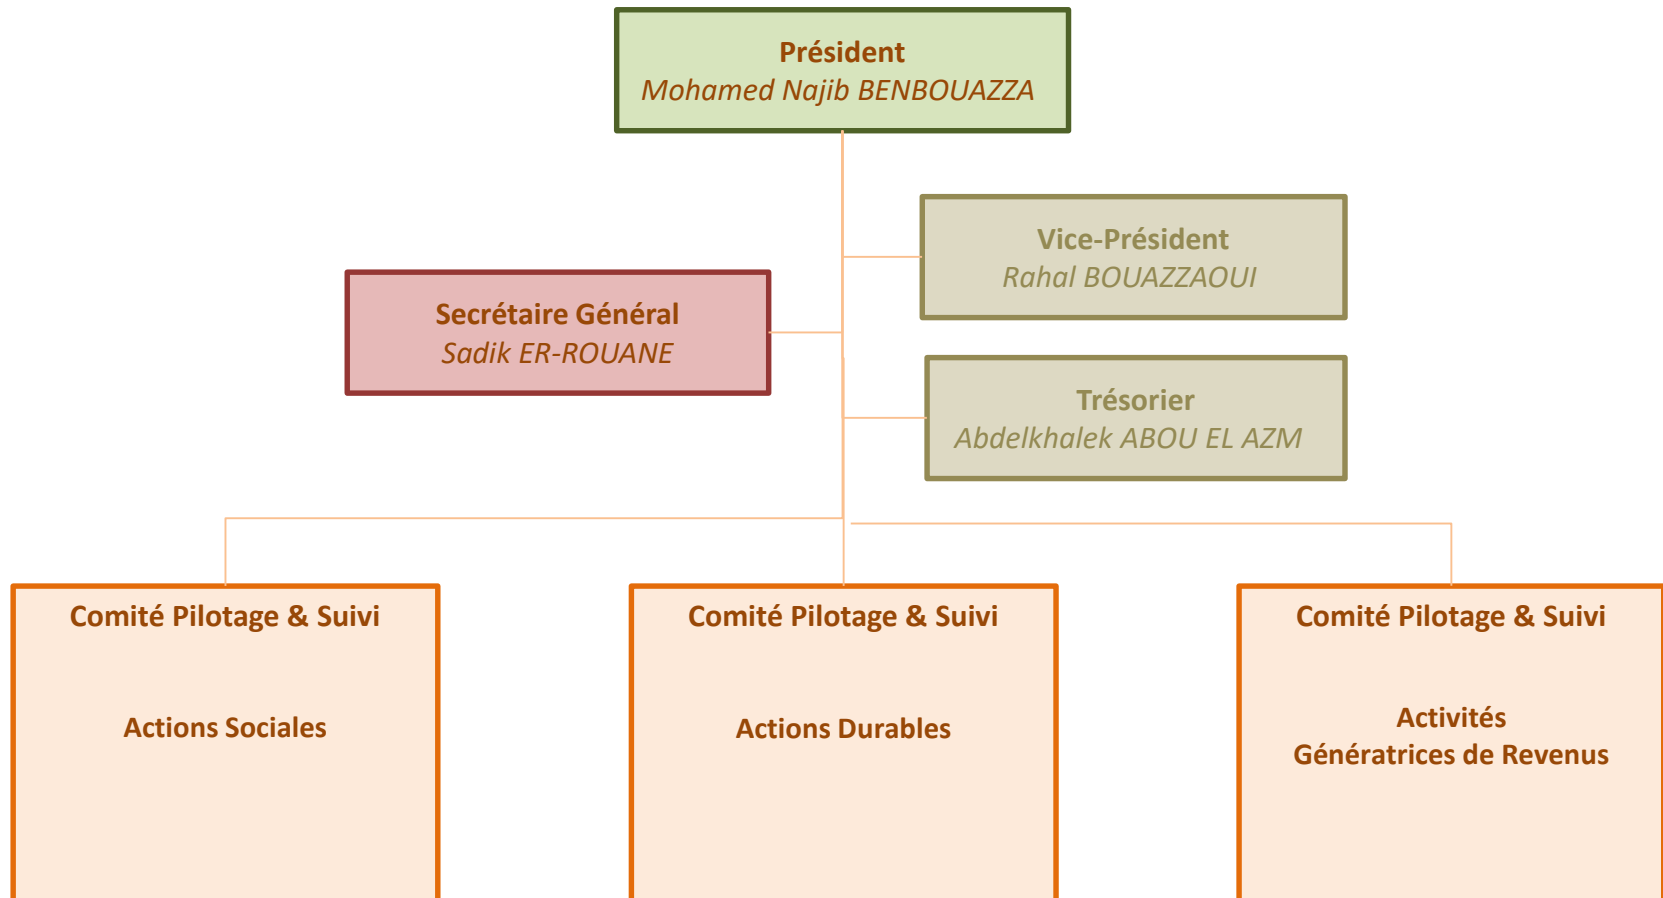 Président
Mohamed Najib BENBOUAZZA
Vice-Président
Rahal BOUAZZAOUI
Secrétaire Général
Sadik ER-ROUANE
Trésorier
Abdelkhalek ABOU EL AZM
Comité Pilotage & Suivi
Actions Sociales
Comité Pilotage & Suivi
Actions Durables
Comité Pilotage & Suivi
Activités
Génératrices de Revenus